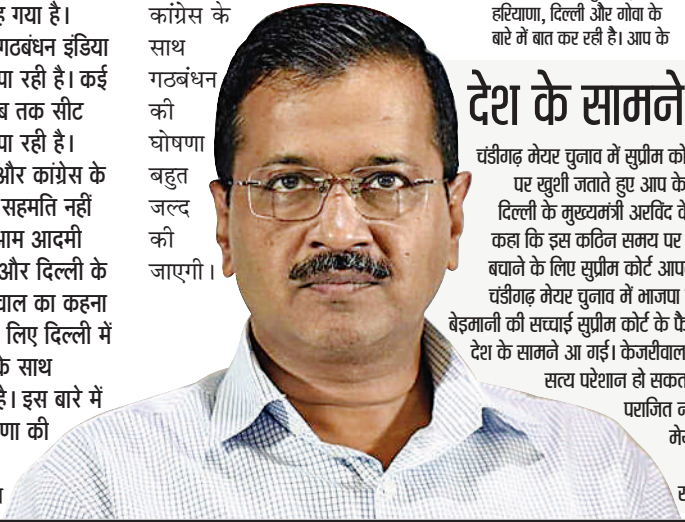 गया है।
गठबंधन इंडिया
पा रही है। कई
तक सीट
पा रही है।
और कांग्रेस के
सहमति नहीं
आम आदमी
और दिल्ली के
का कहना
लिए दिल्ली में
के साथ
है। इस बारे में
की
कांग्रेस के
साथ
गठबंधन
की
घोषणा
बहुत
जल्द
की
जाएगी।
हरियाणा, दिल्ली और गोवा के
बारे में बात कर रही है। आप के
देश के सामने
चंडीगढ़ मेयर चुनाव में सुप्रीम
पर खुशी जताते हुए आप के
दिल्ली के मुख्यमंत्री अरविंद
कहा कि इस कठिन समय पर
बचाने के लिए सुप्रीम कोर्ट
चंडीगढ़ मेयर चुनाव में भाजपा
बेइमानी की सच्चाई सुप्रीम कोर्ट के
देश के सामने आ गई। केजरीवाल
सत्य परेशान हो
पराजित